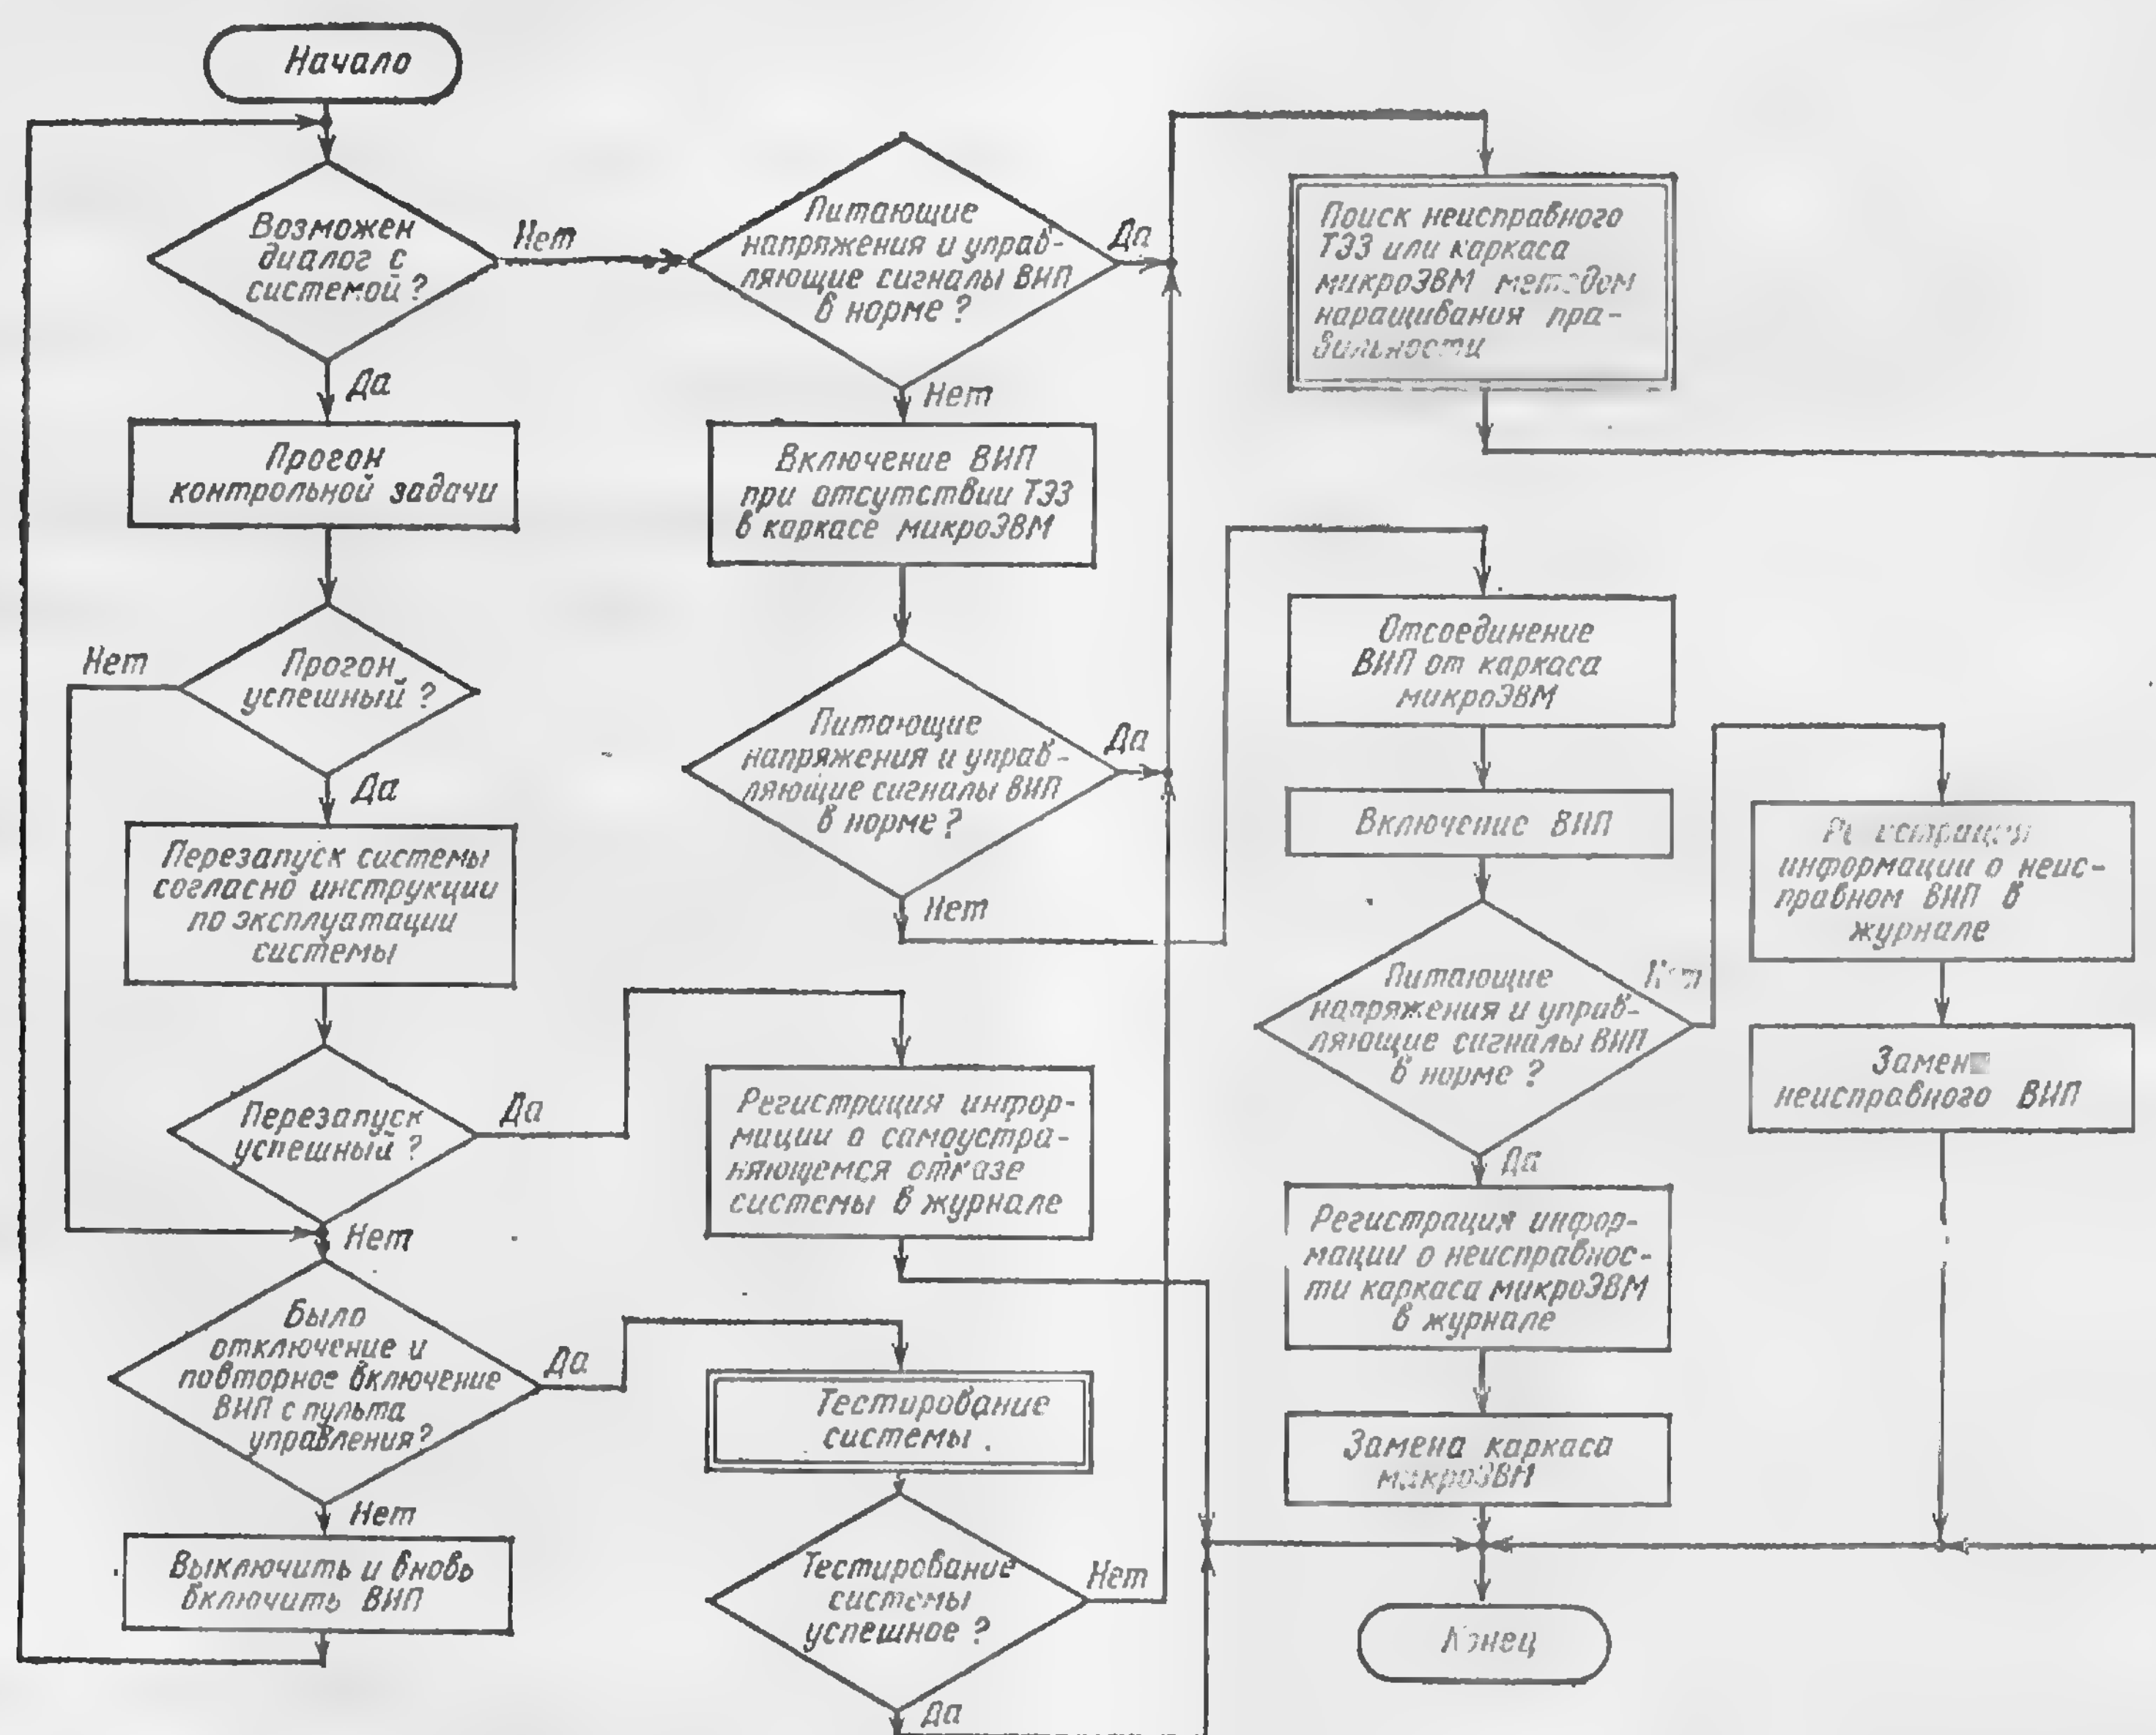 Начало
Возможен
диалог с
системой?
Нет
Да
Прогон
контрольной задачи
Прогон
успешный?
Нет
Да
Перезапуск системы
согласно инструкции
по эксплуатации
системы
Перезапуск
успешный?
Да
Нет
Было
отключение и
повторное включение
ВИП с пульта
управления?
Да
Нет
Выключить и вновь
включить ВИП
Питающие
напряжения и управ-
ляющие сигналы ВИП
в норме?
Да
Нет
Включение ВИП
при отсутствии ТЭЗ
в каркасе микроЭВМ
Питающие
напряжения и управ-
ляющие сигналы ВИП
в норме?
Да
Нет
Регистрация инфор-
мации о самоустра-
няющемся отказе
системы в журнале
Тестирование
системы
Тестирование
системы
успешное?
Нет
Да
Поиск неисправного
ТЭЗ или каркаса
микроЭВМ методом
наращивания пра-
вильности
Отсоединение
ВИП от каркаса
микроЭВМ
Включение ВИП
Питающие
напряжения и управ-
ляющие сигналы ВИП
в норме?
Нет
Да
Регистрация инфор-
мации о неисправнос-
ти каркаса микроЭВМ
в журнале
Замена каркаса
микроЭВМ
Конец
информации о неис-
правном ВИП в
журнале
неисправного ВИП